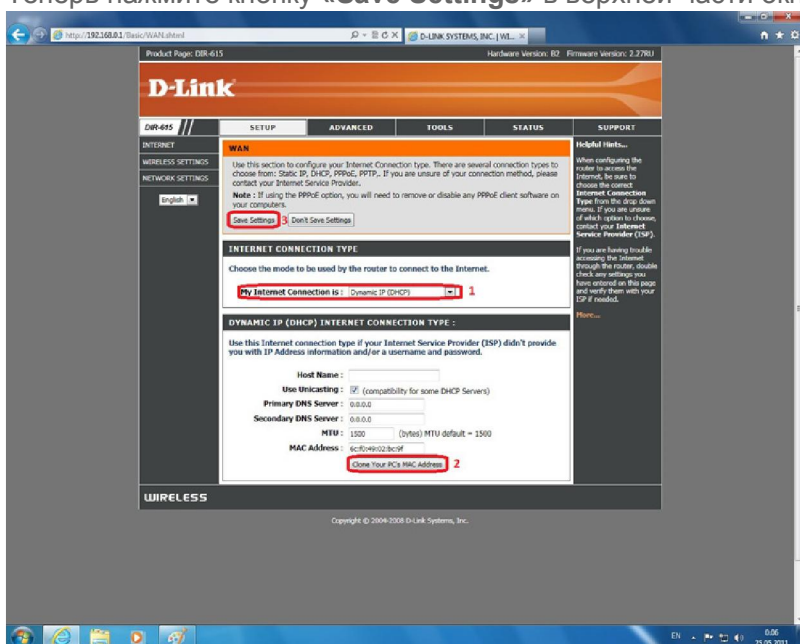 Теперь нажмите кнопку «Save Settings» в верхней части
http://192.168.0.1/Basic/WAN.shtml
D-LINK SYSTEMS, INC. | WI...
Product Page: DIR-615
Hardware Version: B2 Firmware Version: 2.27RU
D-Link
DIR-615
SETUP
ADVANCED
TOOLS
STATUS
SUPPORT
INTERNET
WIRELESS SETTINGS
NETWORK SETTINGS
English
WAN
Use this section to configure your Internet Connection type. There are several connection types to
choose from: Static IP, DHCP, PPPoE, PPTP,. If you are unsure of your connection method, please
contact your Internet Service Provider.
Note : If using the PPPoE option, you will need to remove or disable any PPPoE client software on
your computers.
Save Settings 3 Don't Save Settings
INTERNET CONNECTION TYPE
Choose the mode to be used by the router to connect to the Internet.
My Internet Connection is : Dynamic IP (DHCP) 1
DYNAMIC IP (DHCP) INTERNET CONNECTION TYPE :
Use this Internet connection type if your Internet Service Provider (ISP) didn't provide
you with IP Address information and/or a username and password.
Host Name :
Use Unicasting : (compatibility for some DHCP Servers)
Primary DNS Server : 0.0.0.0
Secondary DNS Server : 0.0.0.0
MTU : 1500 (bytes) MTU default = 1500
MAC Address : 6c:f0:49:02:bc:9f
Clone Your PC's MAC Address 2
Helpful Hints...
When configuring the
router to access the
Internet, be sure to
choose the correct
Internet Connection
Type from the drop down
menu. If you are unsure
of which option to choose,
contact your Internet
Service Provider (ISP).
If you are having trouble
accessing the Internet
through the router, double
check any settings you
have entered on this page
and verify them with your
ISP if needed.
More...
WIRELESS
Copyright © 2004-2008 D-Link Systems, Inc.
EN
0:06
25.05.2011